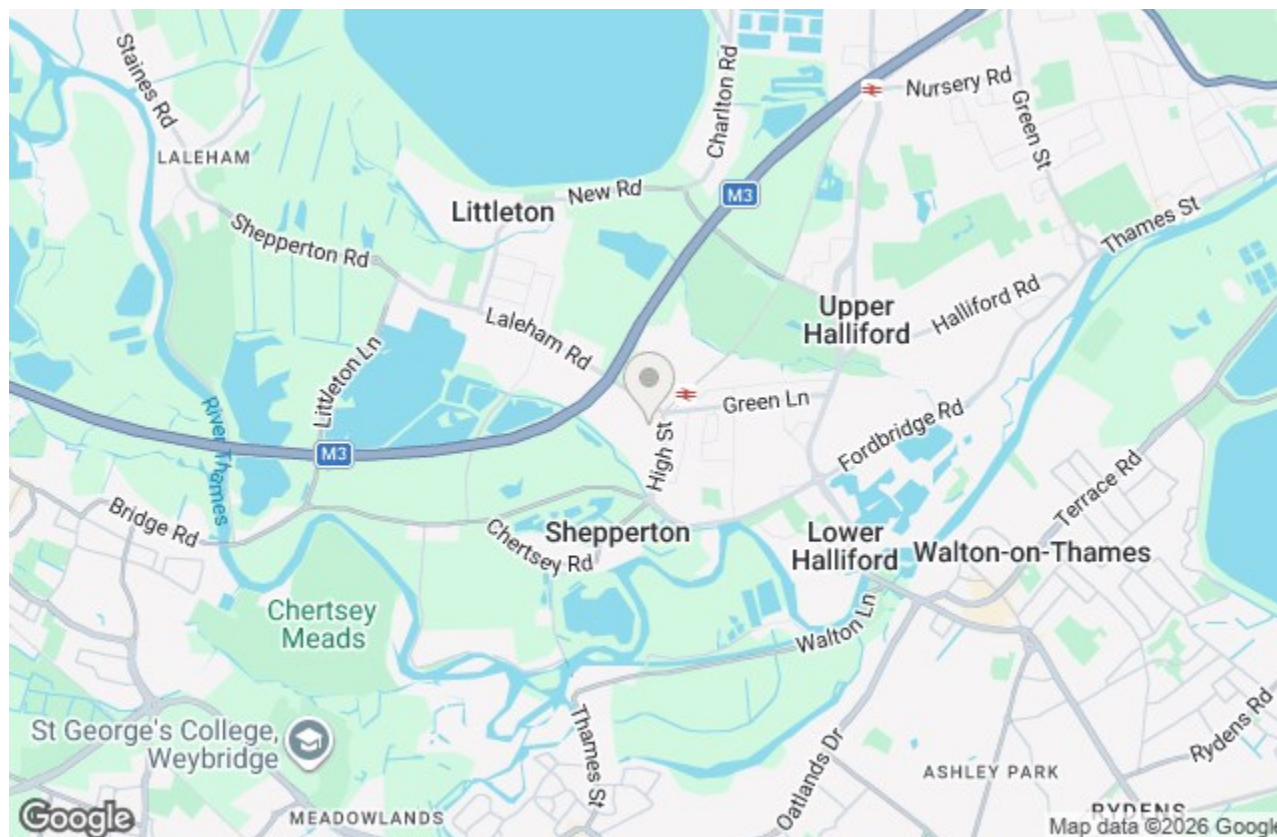 Staines Rd
LALEHAM
Charlton Rd
Nursery Rd
Green St
M3
New Rd
Littleton
Shepperton Rd
Thames St
Halliford Rd
Upper
Halliford
Laleham Rd
Littleton Ln
Green Ln
Fordbridge Rd
High St
River Thames
M3
Terrace Rd
Bridge Rd
Chertsey Rd
Shepperton
Lower
Halliford
Walton-on-Thames
Chertsey
Meads
Walton Ln
St George's College,
Weybridge
Thames St
Oatlands Dr
Rydens Rd
ASHLEY PARK
MEADOWLANDS
RYDENS
Google
Map data ©2026 Google